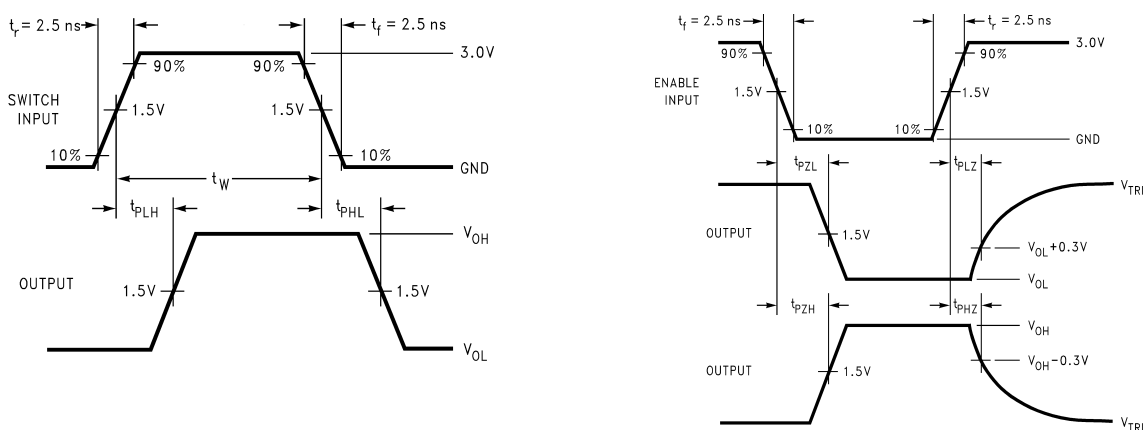 tr = 2.5 ns
tf = 2.5 ns
3.0V
90%
90%
SWITCH
INPUT
1.5V
1.5V
10%
10%
GND
tW
tPLH
tPHL
VOH
OUTPUT
1.5V
1.5V
VOL
tf = 2.5 ns
tr = 2.5 ns
3.0V
90%
90%
ENABLE
INPUT
1.5V
1.5V
10%
10%
GND
tPZL
tPLZ
VTRI
OUTPUT
1.5V
VOL+0.3V
VOL
tPZH
tPHZ
VOH
OUTPUT
1.5V
VOH−0.3V
VTRI